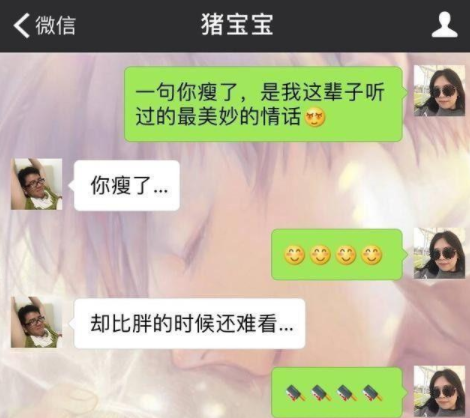 微信
猪宝宝
一句你瘦了，是我这辈子听
过的最美妙的情话😍
你瘦了...
😊😊😊😊
却比胖的时候还难看...